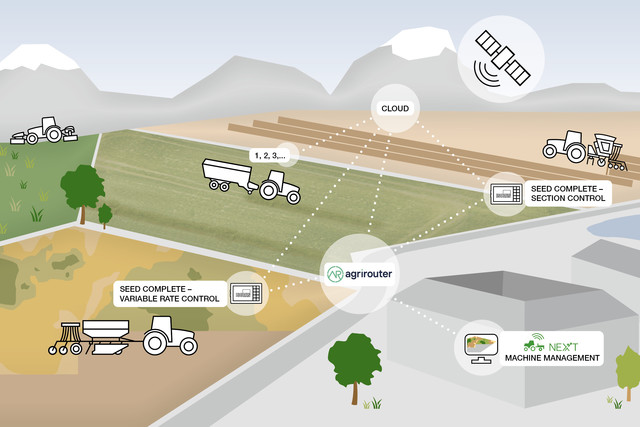 CLOUD
1, 2, 3,...
SEED COMPLETE –
SECTION CONTROL
agrirouter
SEED COMPLETE –
VARIABLE RATE CONTROL
NEXT
MACHINE MANAGEMENT